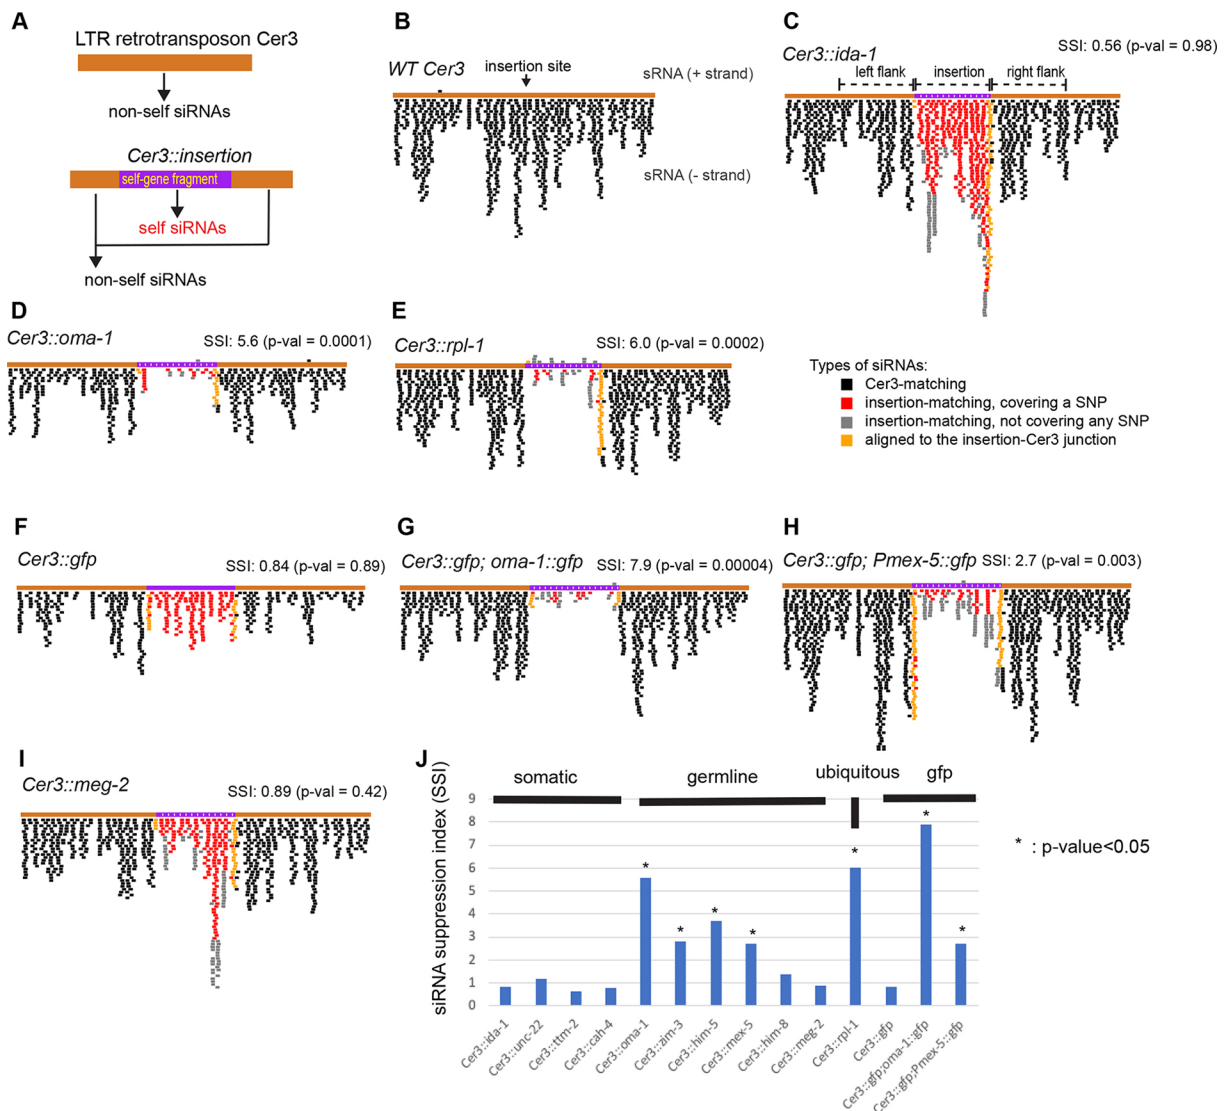 A
LTR retrotransposon Cer3
non-self siRNAs
Cer3::insertion
self-gene fragment
self siRNAs
non-self siRNAs
B
WT Cer3
insertion site
sRNA (+ strand)
sRNA (- strand)
C
Cer3::ida-1
SSI: 0.56 (p-val = 0.98)
left flank
insertion
right flank
D
Cer3::oma-1
SSI: 5.6 (p-val = 0.0001)
E
Cer3::rpl-1
SSI: 6.0 (p-val = 0.0002)
Types of siRNAs:
Cer3-matching
insertion-matching, covering a SNP
insertion-matching, not covering any SNP
aligned to the insertion-Cer3 junction
F
Cer3::gfp
SSI: 0.84 (p-val = 0.89)
G
Cer3::gfp; oma-1::gfp
SSI: 7.9 (p-val = 0.00004)
H
Cer3::gfp; Pmex-5::gfp
SSI: 2.7 (p-val = 0.003)
I
Cer3::meg-2
SSI: 0.89 (p-val = 0.42)
J
somatic
germline
ubiquitous
gfp
siRNA suppression index (SSI)
9
8
7
6
5
4
3
2
1
0
*
*
*
*
*
*
*
* : p-value<0.05
Cer3::ida-1
Cer3::unc-22
Cer3::ttm-2
Cer3::cah-4
Cer3::oma-1
Cer3::zim-3
Cer3::him-5
Cer3::mex-5
Cer3::him-8
Cer3::meg-2
Cer3::rpl-1
Cer3::gfp
Cer3::gfp;oma-1::gfp
Cer3::gfp;Pmex-5::gfp